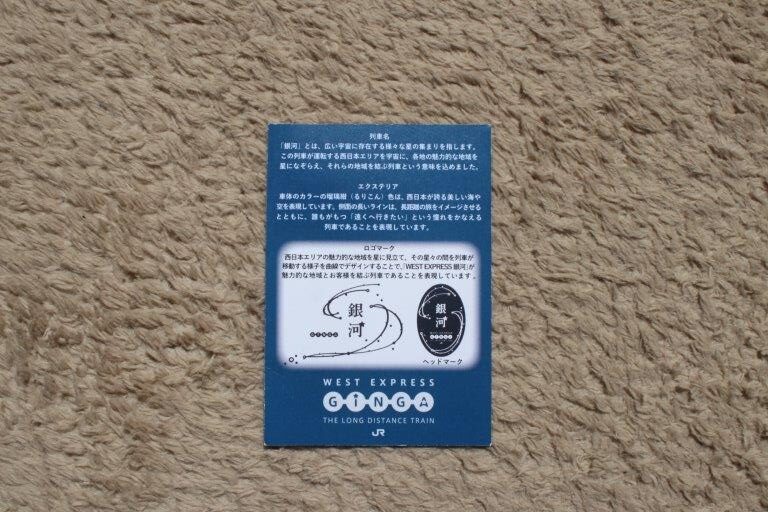 列車名
「銀河」とは、広い宇宙に存在する様々な星の集まりを指します。
この列車が運転する西日本エリアを宇宙に、各地の魅力的な地域を
星になぞらえ、それらの地域を結ぶ列車という意味を込めました。
エクステリア
車体のカラーの瑠璃紺（るりこん）色は、西日本が誇る美しい海や
空を表現しています。側面の長いラインは、長距離の旅をイメージさせる
とともに、誰もがもつ「遠くへ行きたい」という憧れをかなえる
列車であることを表現しています。
ロゴマーク
西日本エリアの魅力的な地域を星に見立て、その星々の間を列車が
移動する様子を曲線でデザインすることで、「WEST EXPRESS 銀河」が
魅力的な地域とお客様を結ぶ列車であることを表現しています。
銀河
GINGA
銀河
GINGA
ヘッドマーク
WEST EXPRESS
GiNGA
THE LONG DISTANCE TRAIN
JR